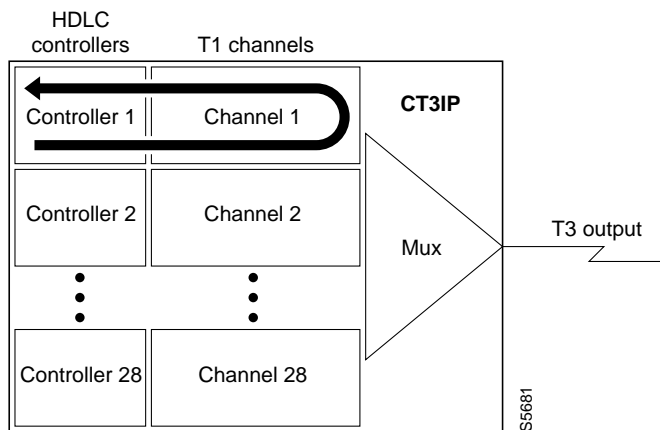 HDLC
controllers
T1 channels
CT3IP
Controller 1
Channel 1
Controller 2
Channel 2
Mux
T3 output
Controller 28
Channel 28
S5681